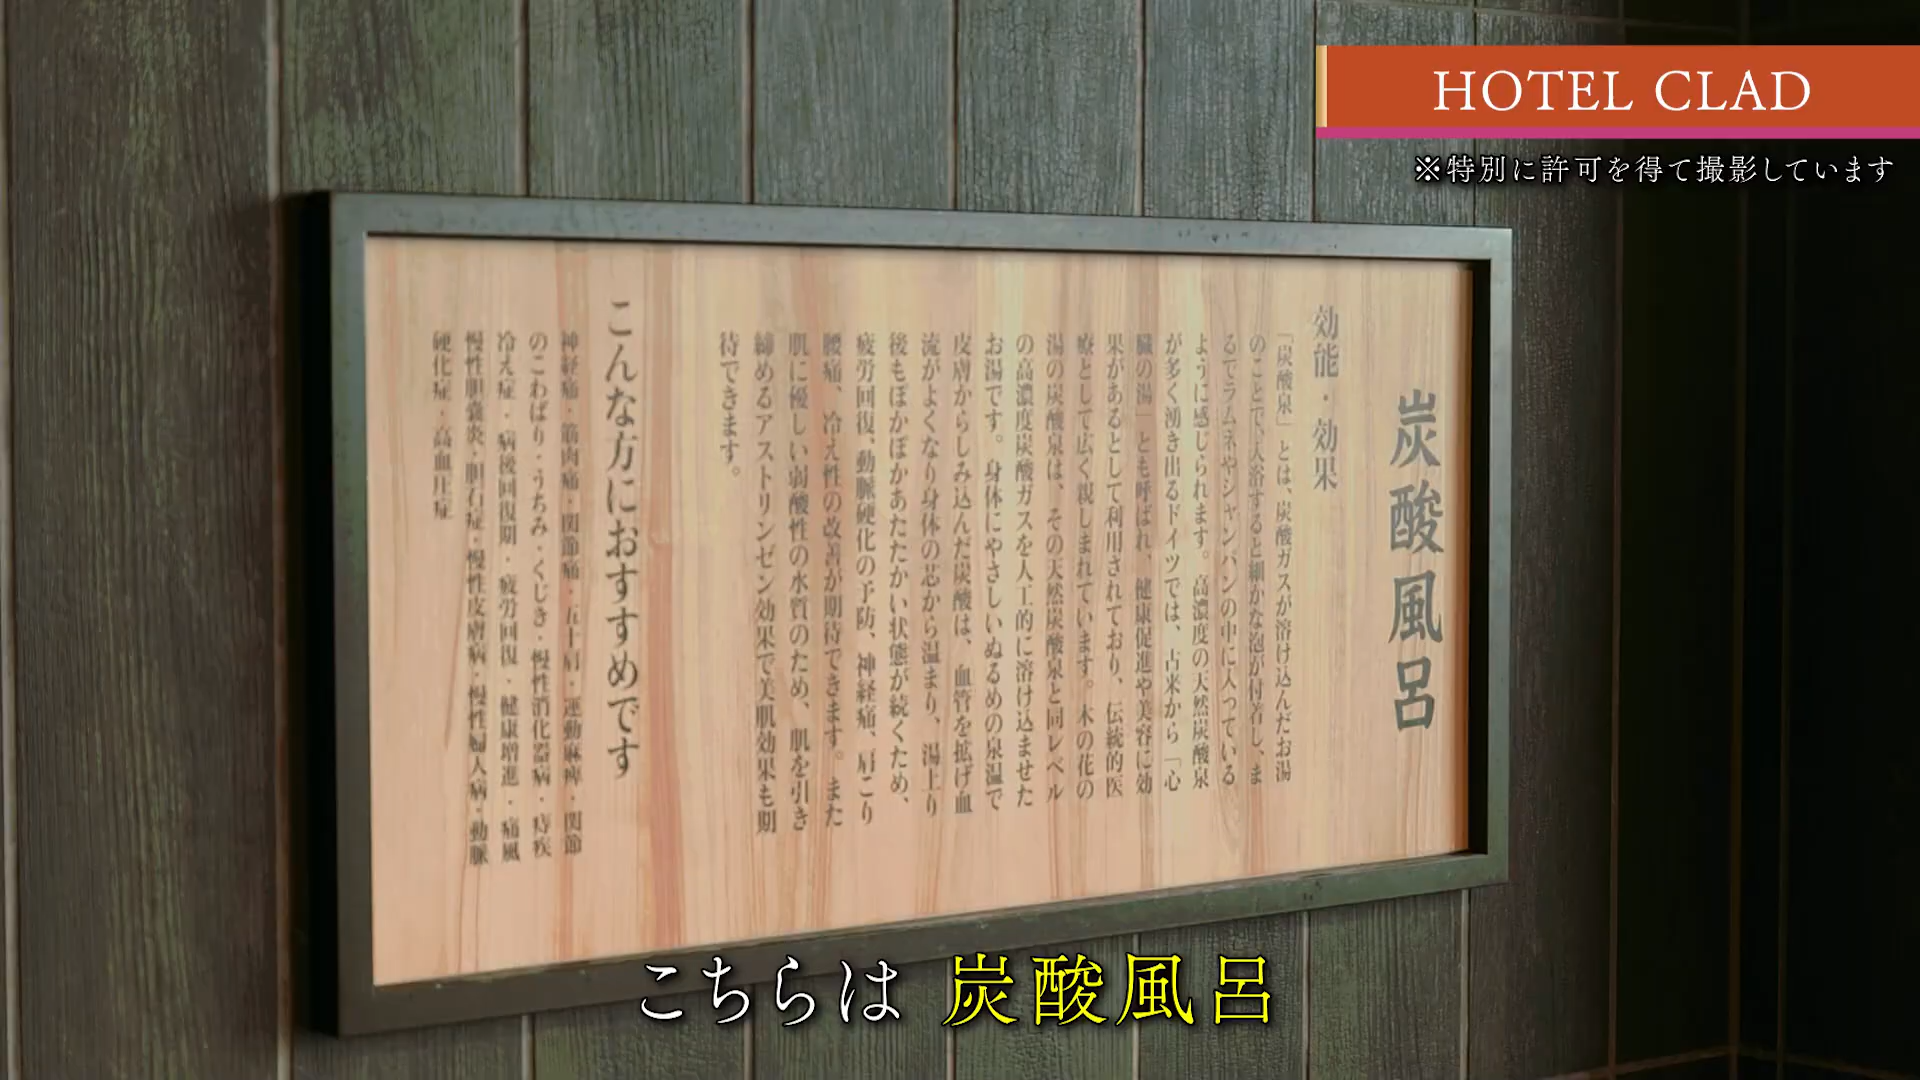 HOTEL CLAD
※特別に許可を得て撮影しています
炭酸風呂
効能・効果
「炭酸泉」とは、炭酸ガスが溶け込んだお湯
のことで、入浴すると細かな泡が付着し、ま
るでラムネやシャンパンの中に入っている
ように感じられます。高濃度の天然炭酸泉
が多く湧き出るドイツでは、古来から「心
臓の湯」とも呼ばれ、健康促進や美容に効
果があるとして利用されており、伝統的医
療として広く親しまれています。木の花の
湯の炭酸泉は、その天然炭酸泉と同レベル
の高濃度炭酸ガスを人工的に溶け込ませた
お湯です。身体にやさしいぬるめの泉温で
皮膚からしみ込んだ炭酸は、血管を拡げ血
流がよくなり身体の芯から温まり、湯上り
後もぽかぽかあたたかい状態が続くため、
疲労回復、動脈硬化の予防、神経痛、肩こり
腰痛、冷え性の改善が期待できます。また
肌に優しい弱酸性の水質のため、肌を引き
締めるアストリンゼン効果で美肌効果も期
待できます。
こんな方におすすめです
神経痛・筋肉痛・関節痛・五十肩・運動麻痺・関節
のこわばり・うちみ・くじき・慢性消化器病・痔疾
冷え症・病後回復期・疲労回復・健康増進・痛風
慢性胆嚢炎・胆石症・慢性皮膚病・慢性婦人病・動脈
硬化症・高血圧症
こちらは 炭酸風呂